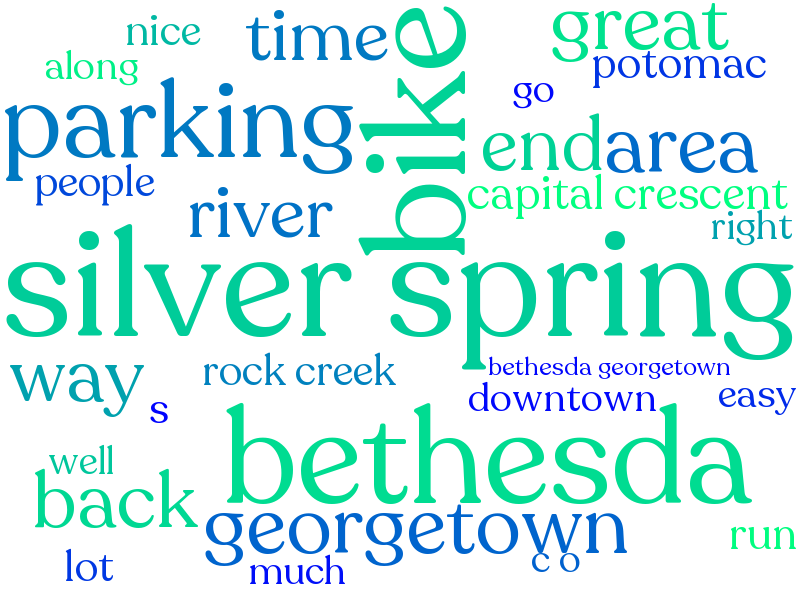 nice
time
bike
great
along
potomac
go
parking
end
area
people
capital crescent
river
right
silver spring
way
rock creek
bethesda georgetown
s
downtown
easy
bethesda
well
back
georgetown
run
lot
much
c o